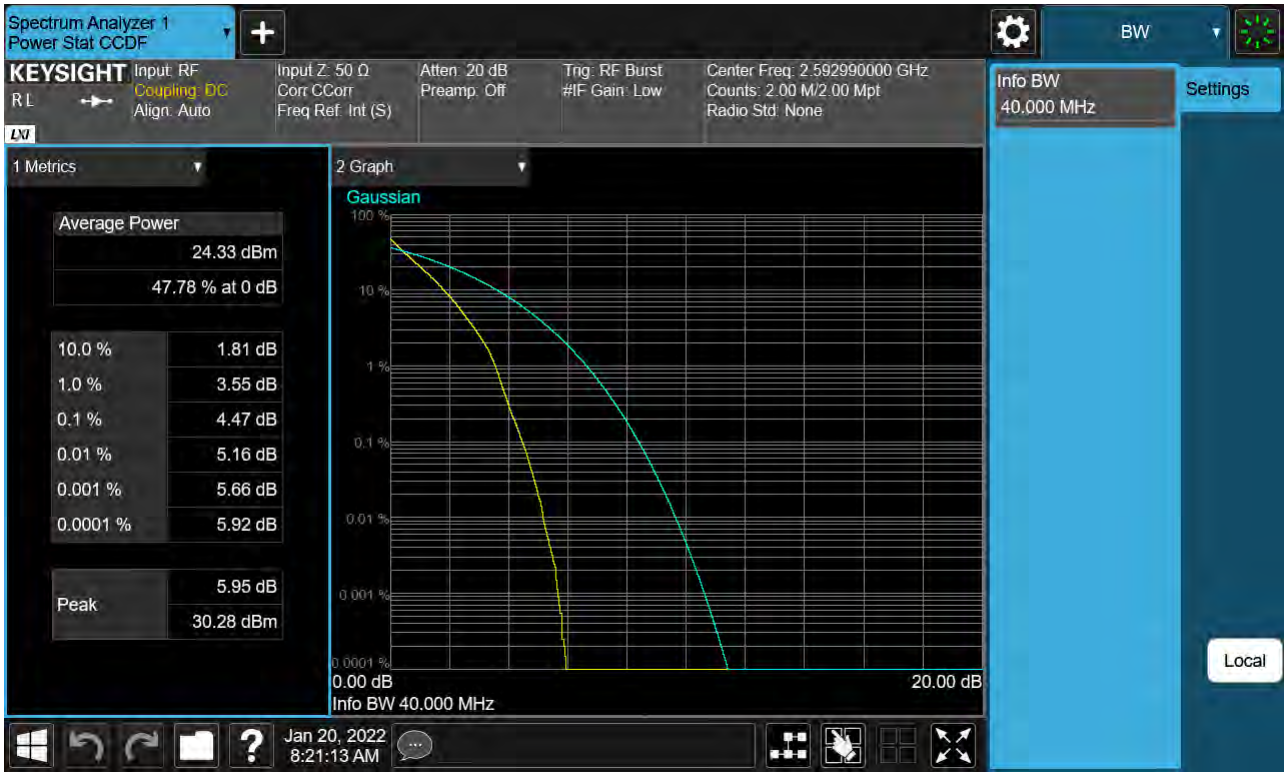 Spectrum Analyzer 1
Power Stat CCDF
BW
KEYSIGHT
RL
LXI
Input: RF
Coupling: DC
Align: Auto
Input Z: 50 Ω
Corr CCorr
Freq Ref: Int (S)
Atten: 20 dB
Preamp: Off
Trig: RF Burst
#IF Gain: Low
Center Freq: 2.592990000 GHz
Counts: 2.00 M/2.00 Mpt
Radio Std: None
Info BW
40.000 MHz
Settings
1 Metrics
Average Power
24.33 dBm
47.78 % at 0 dB
10.0 % 1.81 dB
1.0 % 3.55 dB
0.1 % 4.47 dB
0.01 % 5.16 dB
0.001 % 5.66 dB
0.0001 % 5.92 dB
Peak
5.95 dB
30.28 dBm
2 Graph
Gaussian
100 %
10 %
1 %
0.1 %
0.01 %
0.001 %
0.0001 %
0.00 dB 20.00 dB
Info BW 40.000 MHz
Local
Jan 20, 2022
8:21:13 AM